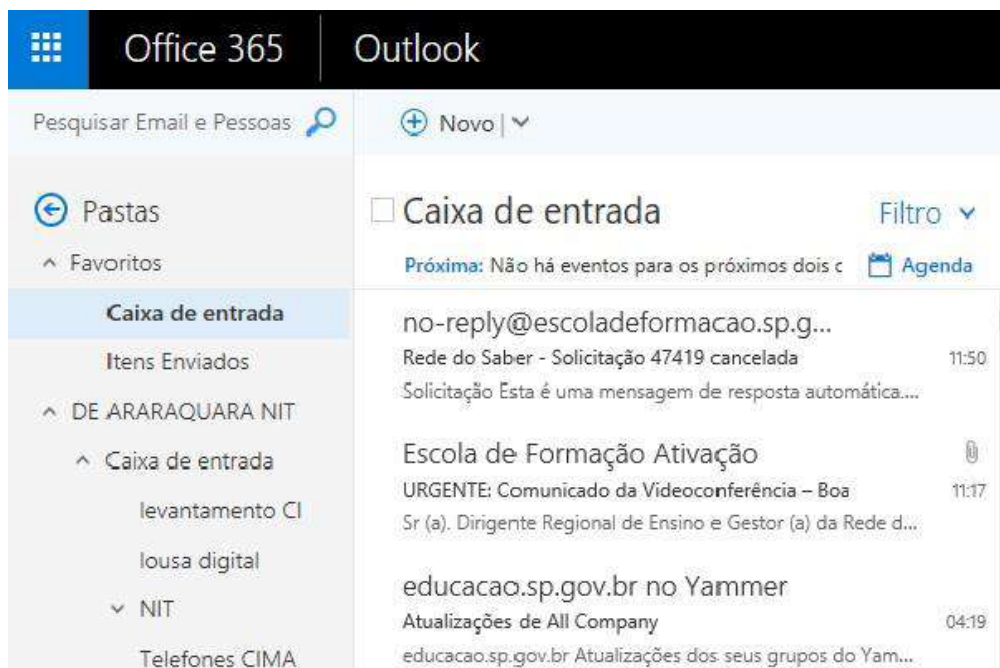 Office 365 Outlook
Pesquisar Email e Pessoas
Novo
Pastas
Favoritos
Caixa de entrada
Itens Enviados
DE ARARAQUARA NIT
Caixa de entrada
levantamento CI
lousa digital
NIT
Telefones CIMA
Caixa de entrada Filtro
Próxima: Não há eventos para os próximos dois Agenda
no-reply@escoladeformacao.sp.g...
Rede do Saber - Solicitação 47419 cancelada 11:50
Solicitação Esta é uma mensagem de resposta automática....
Escola de Formação Ativação
URGENTE: Comunicado da Videoconferência – Boa 11:17
Sr (a). Dirigente Regional de Ensino e Gestor (a) da Rede d...
educacao.sp.gov.br no Yammer
Atualizações de All Company 04:19
educacao.sp.gov.br Atualizações dos seus grupos do Yam...